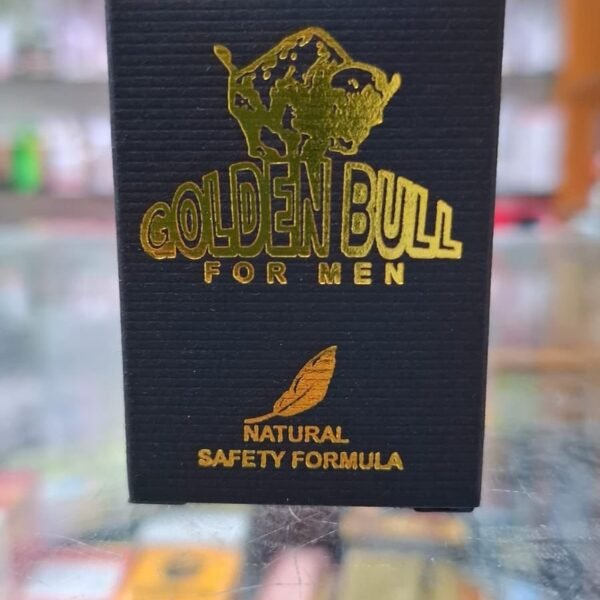 GOLDEN BULL
FOR MEN
NATURAL
SAFETY FORMULA